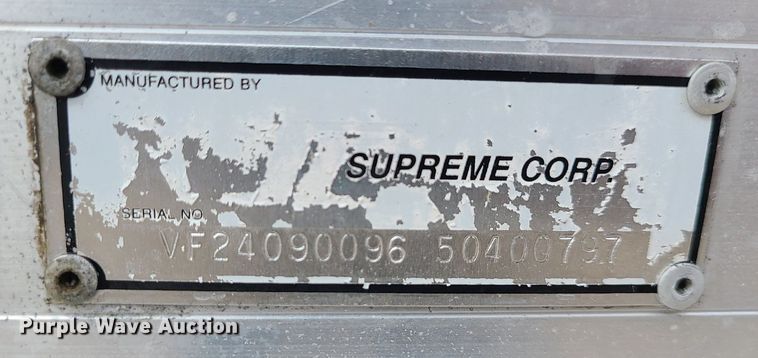 MANUFACTURED BY
SUPREME CORP.
SERIAL NO.
VF24090096 50400797
Purple Wave Auction